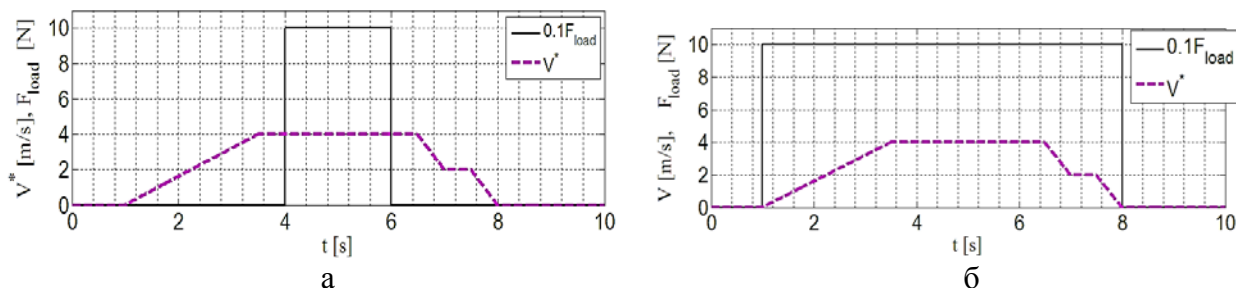 V* [m/s], F_load [N]
10
8
6
4
2
0
0 2 4 6 8 10
t [s]
0.1F_load
V*
а
V [m/s], F_load [N]
10
8
6
4
2
0
0 2 4 6 8 10
t [s]
0.1F_load
V*
б